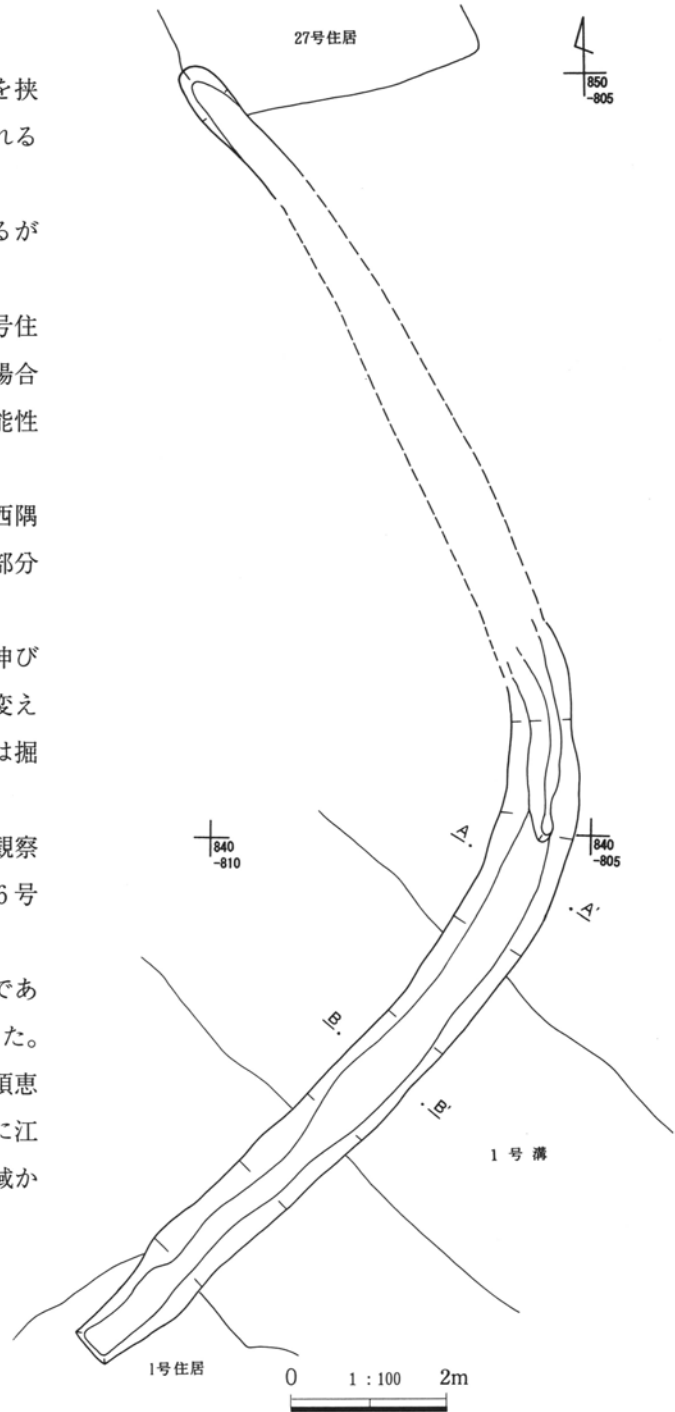 27号住居
850
-805
を挟
れる
るが
号住
場合
能性
西隅
部分
伸び
変え
は掘
観察
6号
であ
た。
須恵
に江
域か
840
-810
A
840
-805
A'
B
B'
1号溝
1号住居
0 1:100 2m